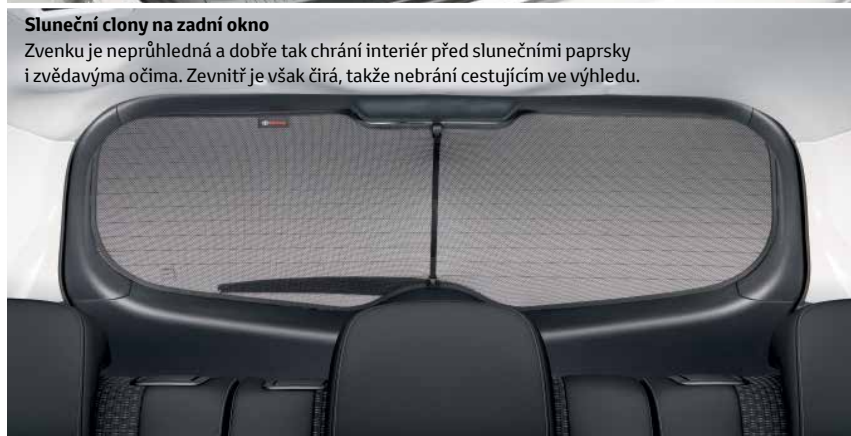 Sluneční clony na zadní okno
Zvenku je neprůhledná a dobře tak chrání interiér před slunečními paprsky
i zvědavýma očima. Zevnitř je však čirá, takže nebrání cestujícím ve výhledu.